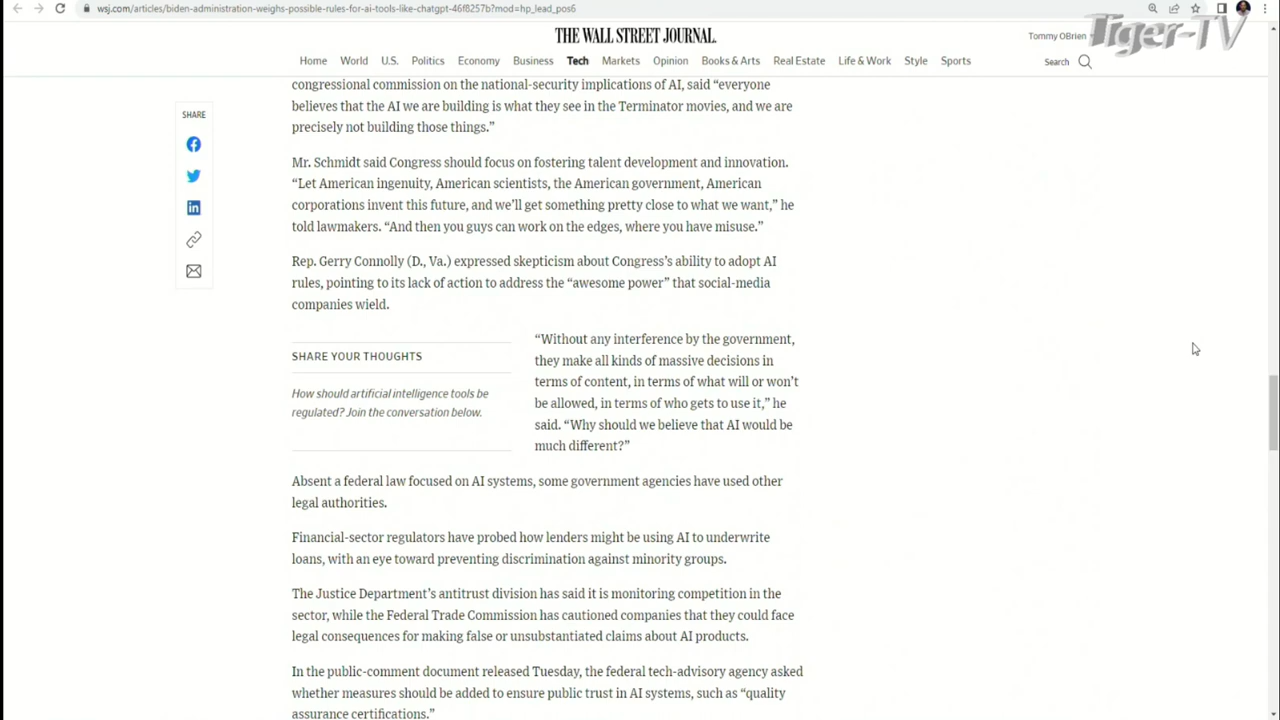 wsj.com/articles/biden-administration-weighs-possible-rules-for-ai-tools-like-chatgpt-46f8257b?mod=hp_lead_pos6
THE WALL STREET JOURNAL.
Tommy OBrien
Tiger-TV
Home World U.S. Politics Economy Business Tech Markets Opinion Books & Arts Real Estate Life & Work Style Sports
Search
SHARE
congressional commission on the national-security implications of AI, said “everyone
believes that the AI we are building is what they see in the Terminator movies, and we are
precisely not building those things.”
Mr. Schmidt said Congress should focus on fostering talent development and innovation.
“Let American ingenuity, American scientists, the American government, American
corporations invent this future, and we’ll get something pretty close to what we want,” he
told lawmakers. “And then you guys can work on the edges, where you have misuse.”
Rep. Gerry Connolly (D., Va.) expressed skepticism about Congress’s ability to adopt AI
rules, pointing to its lack of action to address the “awesome power” that social-media
companies wield.
SHARE YOUR THOUGHTS
How should artificial intelligence tools be
regulated? Join the conversation below.
“Without any interference by the government,
they make all kinds of massive decisions in
terms of content, in terms of what will or won’t
be allowed, in terms of who gets to use it,” he
said. “Why should we believe that AI would be
much different?”
Absent a federal law focused on AI systems, some government agencies have used other
legal authorities.
Financial-sector regulators have probed how lenders might be using AI to underwrite
loans, with an eye toward preventing discrimination against minority groups.
The Justice Department’s antitrust division has said it is monitoring competition in the
sector, while the Federal Trade Commission has cautioned companies that they could face
legal consequences for making false or unsubstantiated claims about AI products.
In the public-comment document released Tuesday, the federal tech-advisory agency asked
whether measures should be added to ensure public trust in AI systems, such as “quality
assurance certifications.”